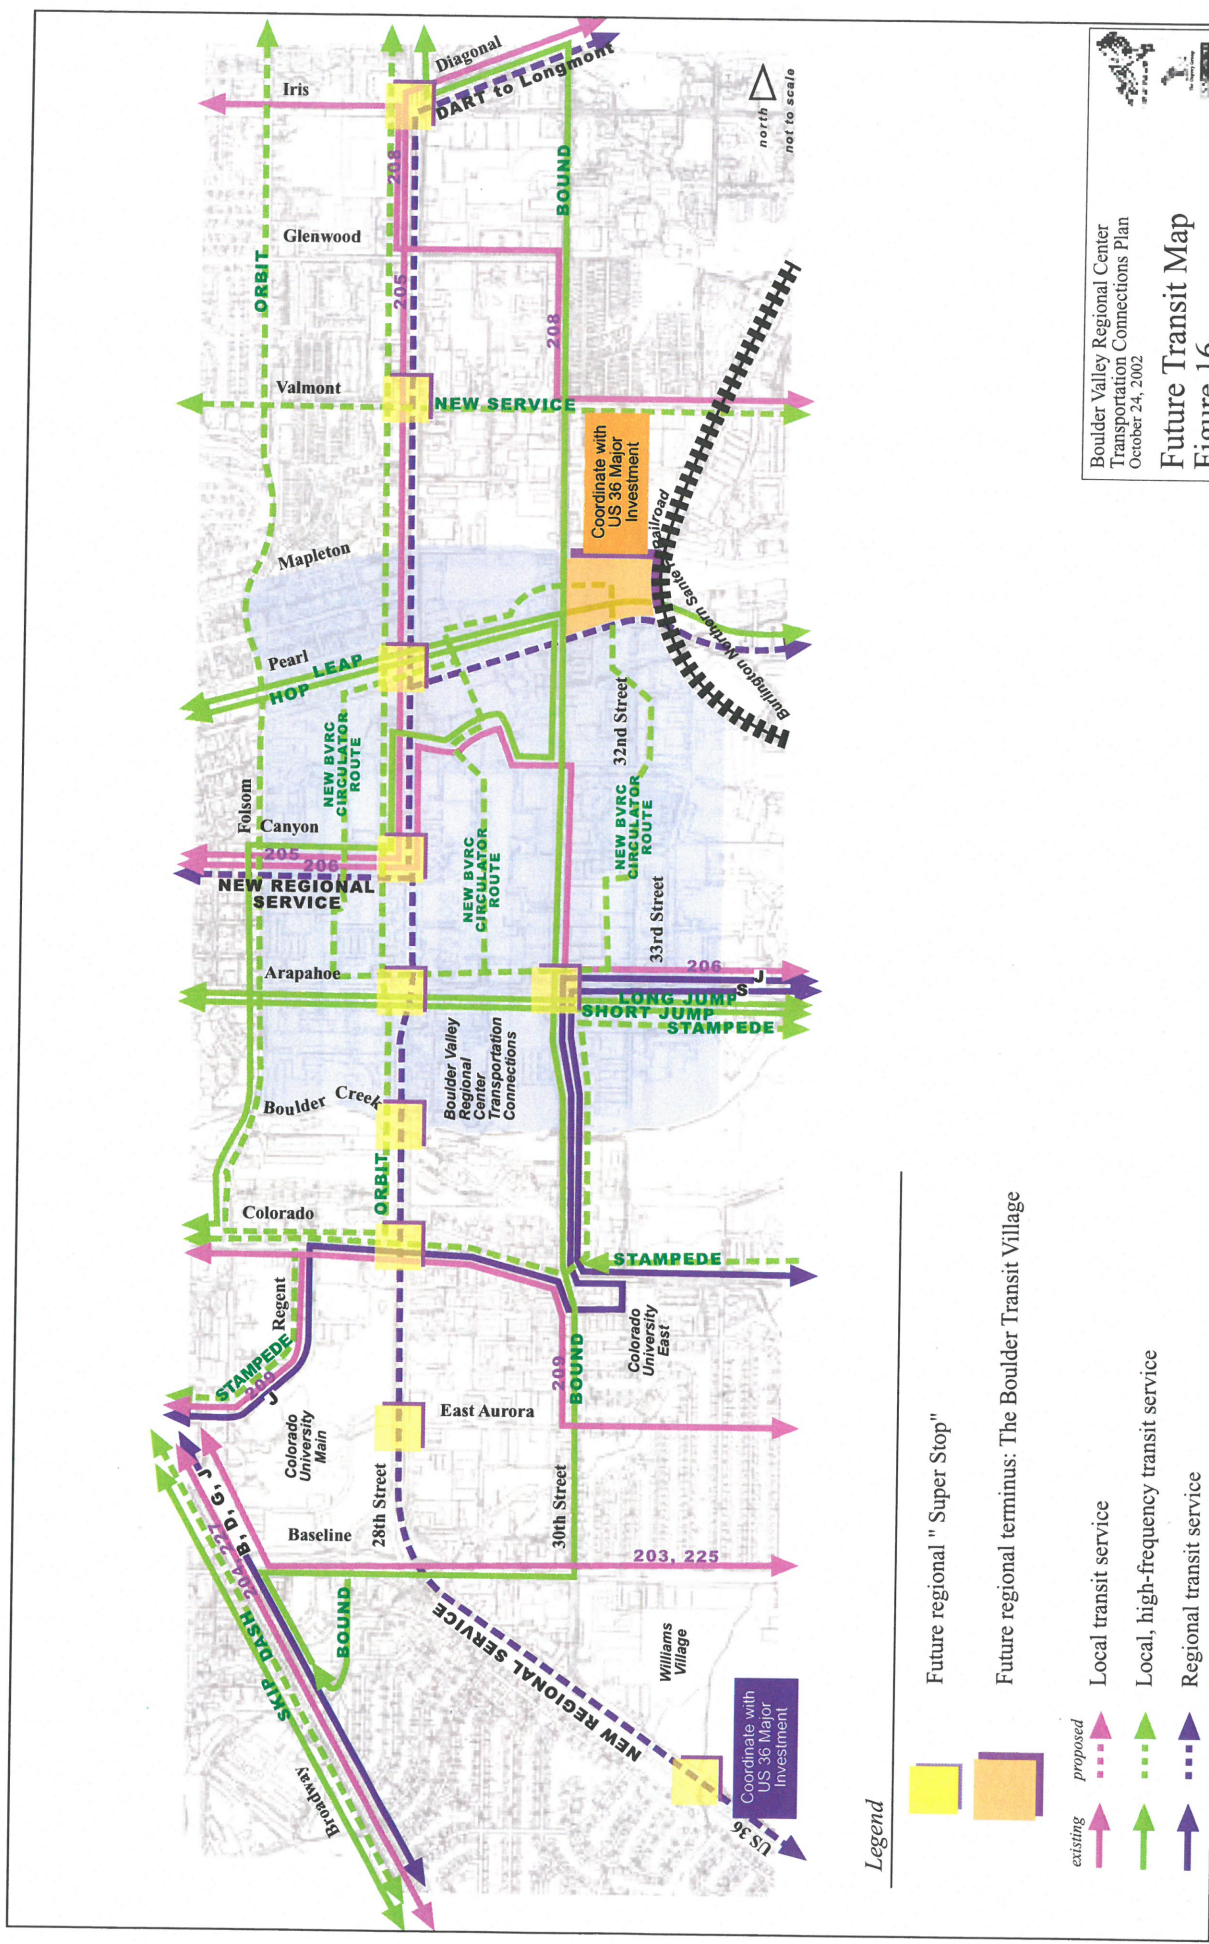 Diagonal
DART to Longmont
Iris
north
not to scale
208
BOUND
Glenwood
ORBIT
205
208
Valmont
NEW SERVICE
Coordinate with
US 36 Major
Investment
Mapleton
Burlington Northern Sante
Railroad
Pearl
LEAP
HOP
32nd Street
NEW BVRC
CIRCULATOR
ROUTE
Folsom
Canyon
205
206
NEW REGIONAL
SERVICE
NEW BVRC
CIRCULATOR
ROUTE
NEW BVRC
CIRCULATOR
ROUTE
33rd Street
Arapahoe
206
J
S
LONG JUMP
SHORT JUMP
STAMPEDE
Boulder Valley
Regional
Center
Transportation
Connections
Boulder Creek
ORBIT
Colorado
STAMPEDE
Regent
STAMPEDE
209
J
Colorado
University
East
209
BOUND
Colorado
University
Main
East Aurora
28th Street
30th Street
Baseline
203, 225
B, D, G, J
204, 227
DASH
SKIP
BOUND
Broadway
NEW REGIONAL SERVICE
Williams
Village
Coordinate with
US 36 Major
Investment
US 36
Boulder Valley Regional Center
Transportation Connections Plan
October 24, 2002
Future Transit Map
Figure 16
Legend
Future regional " Super Stop"
Future regional terminus: The Boulder Transit Village
existing
proposed
Local transit service
Local, high-frequency transit service
Regional transit service